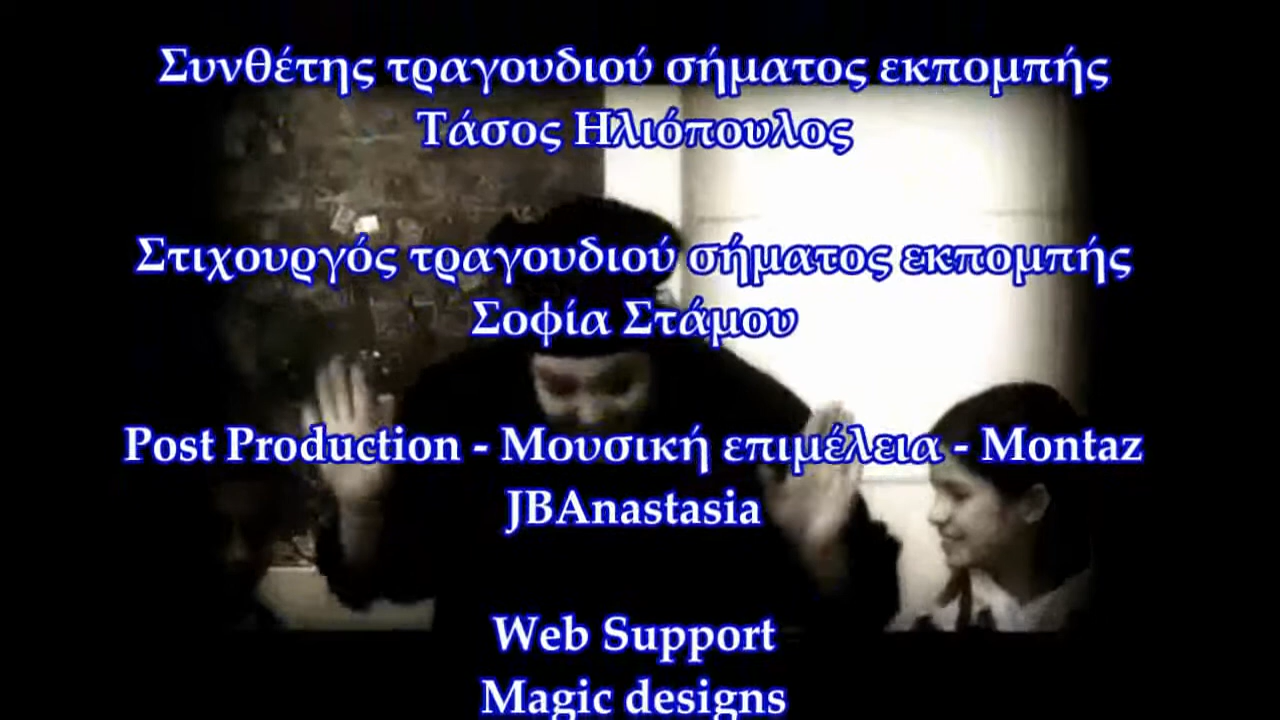 Συνθέτης τραγουδιού σήματος εκπομπής
Τάσος Ηλιόπουλος
Στιχουργός τραγουδιού σήματος εκπομπής
Σοφία Στάμου
Post Production - Μουσική επιμέλεια - Montaz
JBAnastasia
Web Support
Magic designs